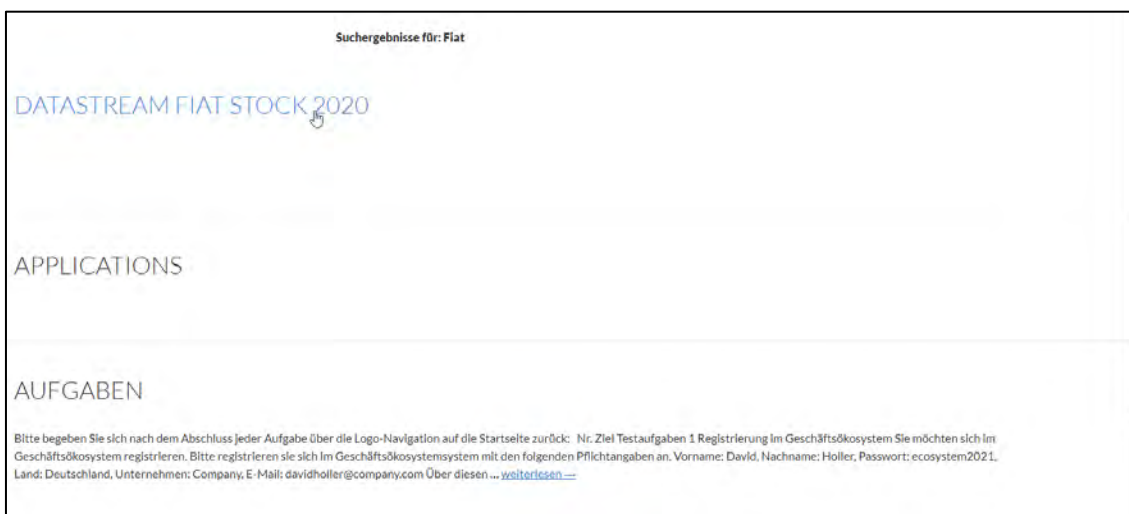 Suchergebnisse für: Fiat
DATASTREAM FIAT STOCK 2020
APPLICATIONS
AUFGABEN
Bitte begeben Sie sich nach dem Abschluss jeder Aufgabe über die Logo-Navigation auf die Startseite zurück: Nr. Ziel Testaufgaben 1 Registrierung im Geschäftsökosystem Sie möchten sich im
Geschäftsökosystem registrieren. Bitte registrieren sie sich im Geschäftsökosystemsystem mit den folgenden Pflichtangaben an. Vorname: David, Nachname: Holler, Passwort: ecosystem2021,
Land: Deutschland, Unternehmen: Company, E-Mail: davidholler@company.com Über diesen ... weiterlesen →